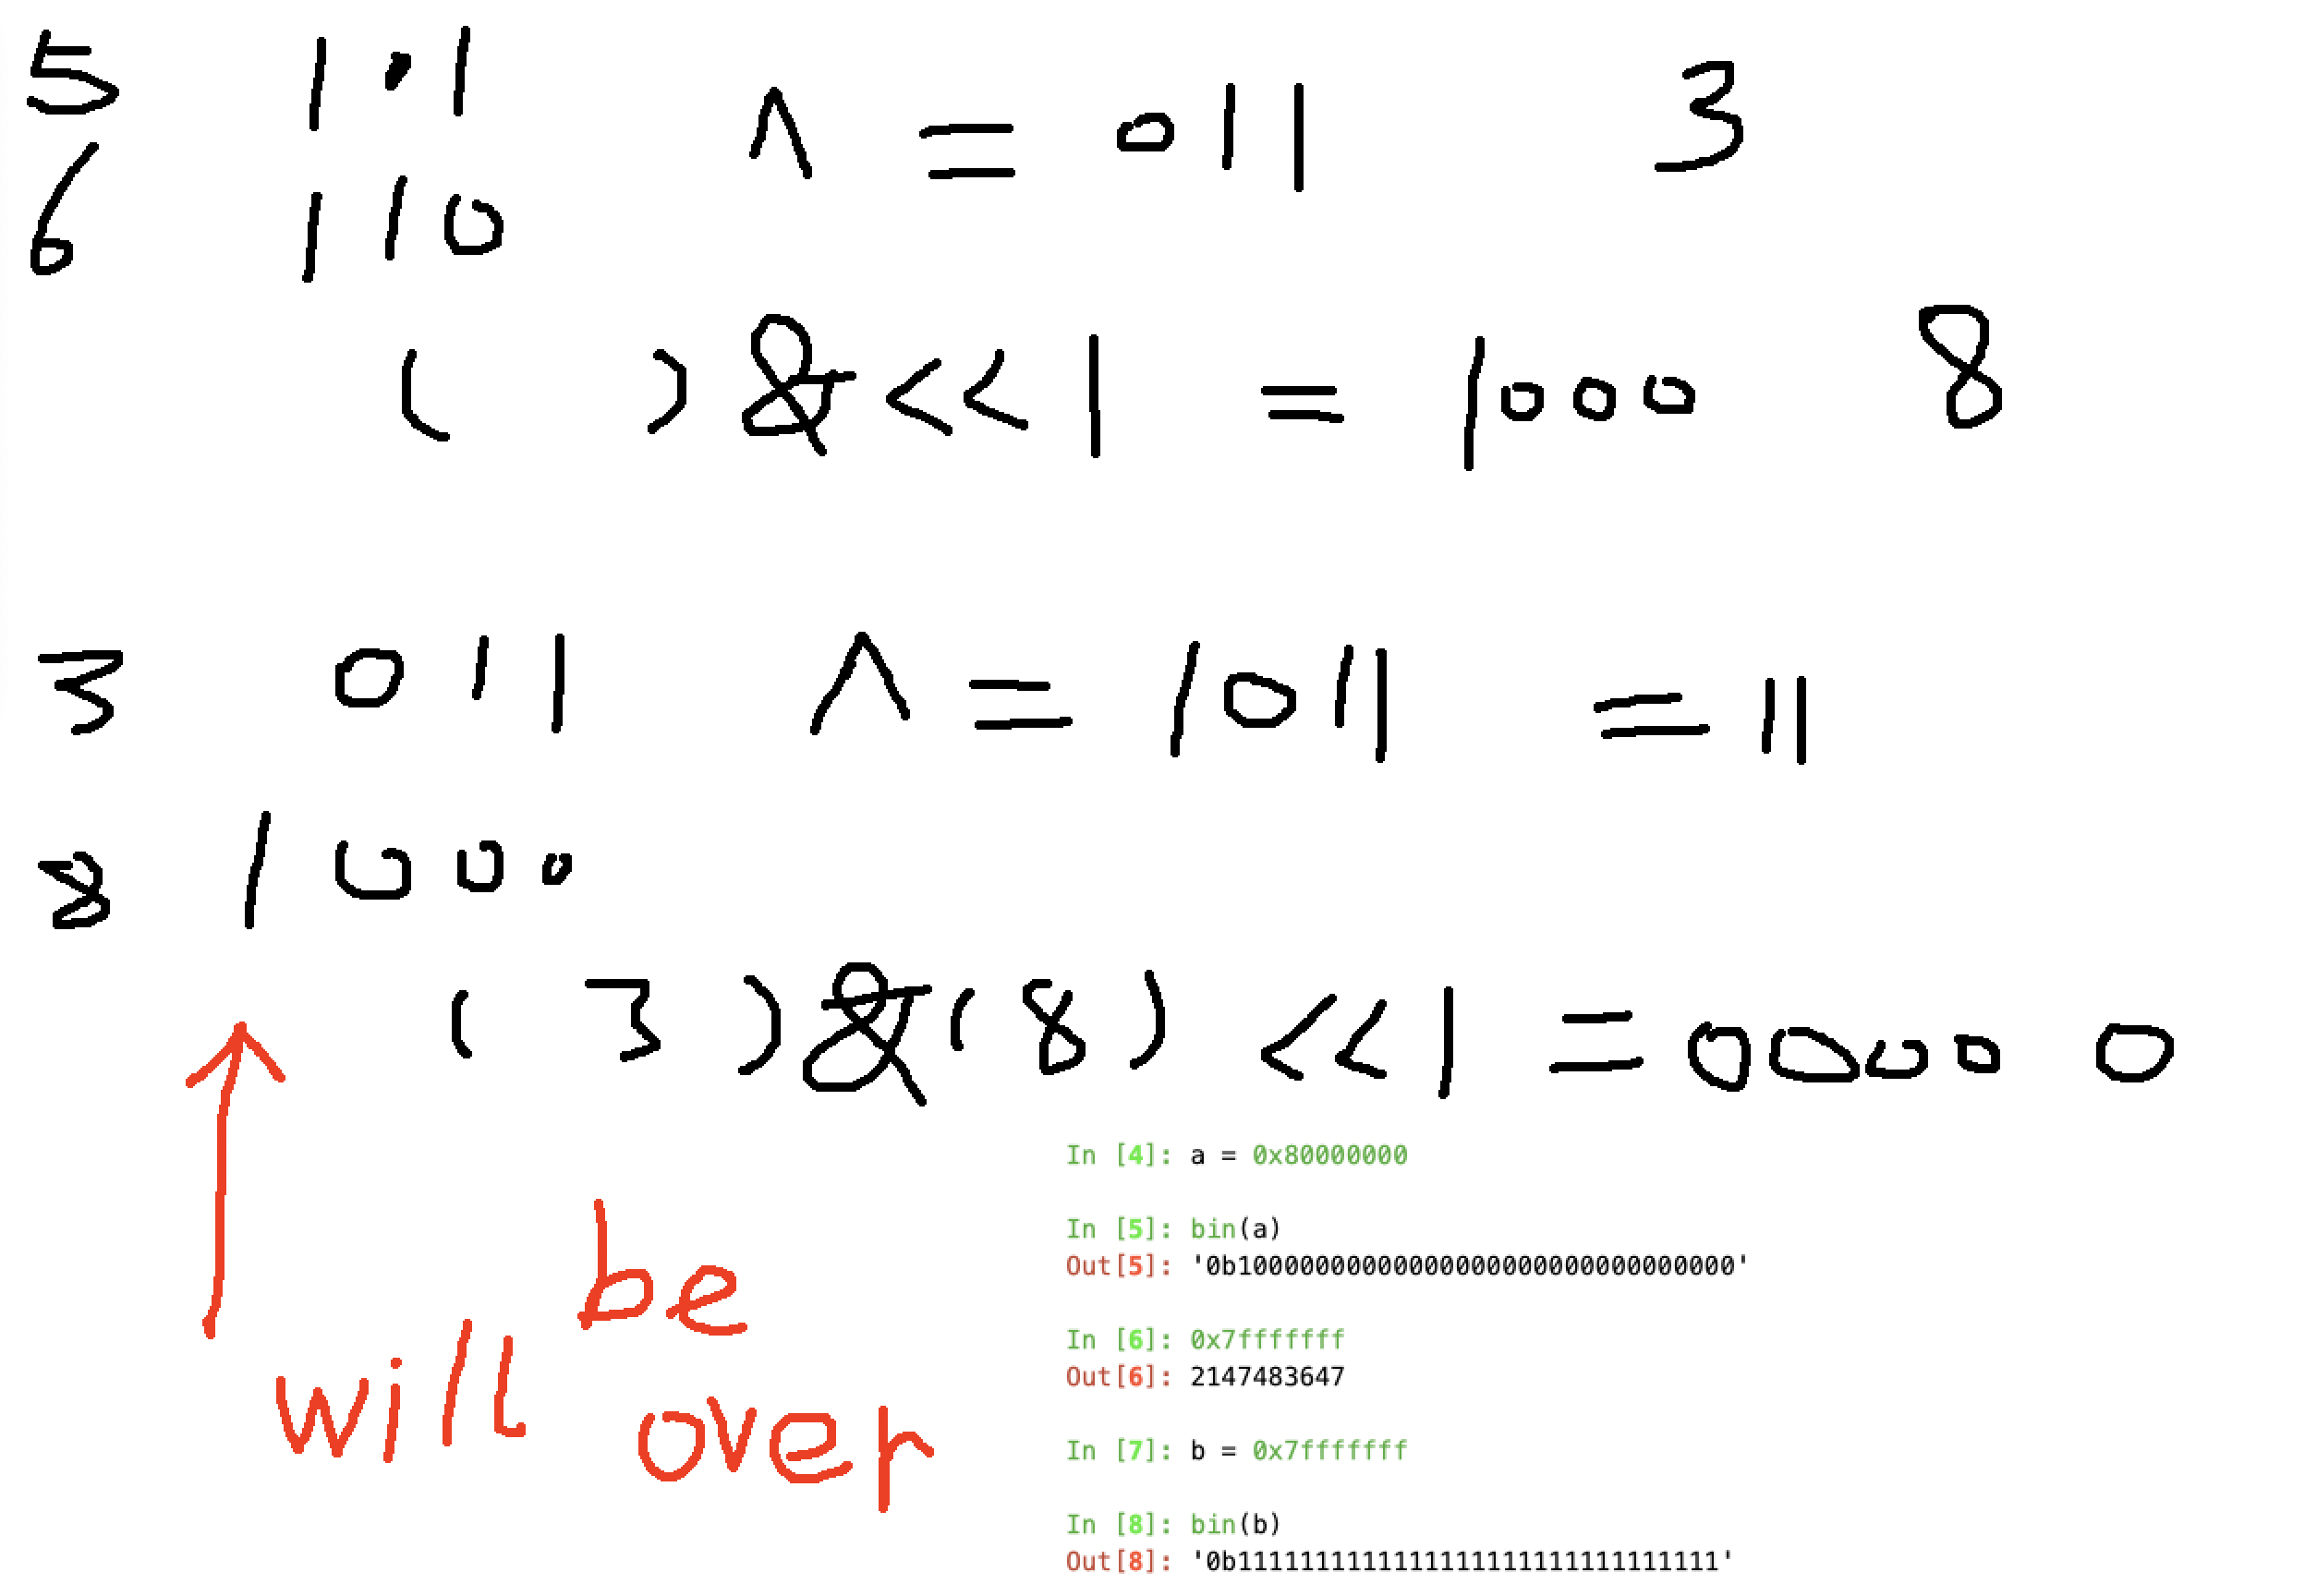 5 101
6 110
^ = 011 3
( ) & << 1 = 1000 8
3 011 ^ = 1011 = 11
8 1000
(3) & (8) << 1 = 0000 0
will be over
In [4]: a = 0x80000000
In [5]: bin(a)
Out[5]: '0b10000000000000000000000000000000'
In [6]: 0x7fffffff
Out[6]: 2147483647
In [7]: b = 0x7fffffff
In [8]: bin(b)
Out[8]: '0b1111111111111111111111111111111'